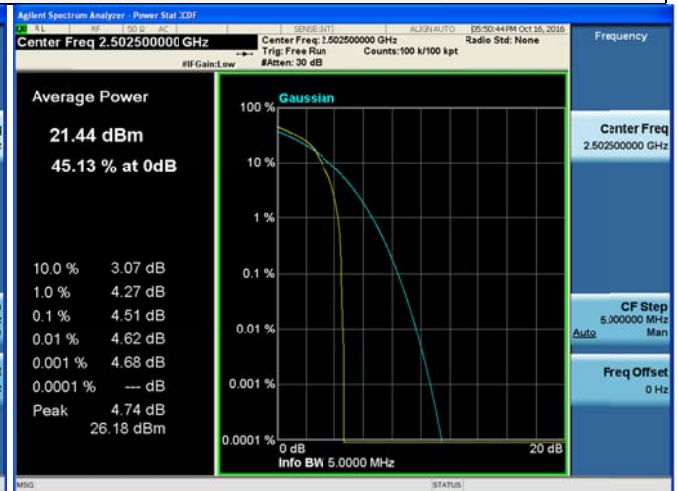 Agilent Spectrum Analyzer - Power Stat CCDF
RL RF 50 Ω AC SENSE:INT ALIGN AUTO 05:50:44 PM Oct 16, 2016
Center Freq 2.502500000 GHz
Center Freq: 2.502500000 GHz
Radio Std: None
Trig: Free Run Counts:100 k/100 kpt
#IFGain:Low #Atten: 30 dB
Frequency
Average Power
21.44 dBm
45.13 % at 0dB
10.0 % 3.07 dB
1.0 % 4.27 dB
0.1 % 4.51 dB
0.01 % 4.62 dB
0.001 % 4.68 dB
0.0001 % --- dB
Peak 4.74 dB
26.18 dBm
Gaussian
100 %
10 %
1 %
0.1 %
0.01 %
0.001 %
0.0001 %
0 dB 20 dB
Info BW 5.0000 MHz
Center Freq
2.502500000 GHz
CF Step
5.000000 MHz
Auto Man
Freq Offset
0 Hz
MSG STATUS